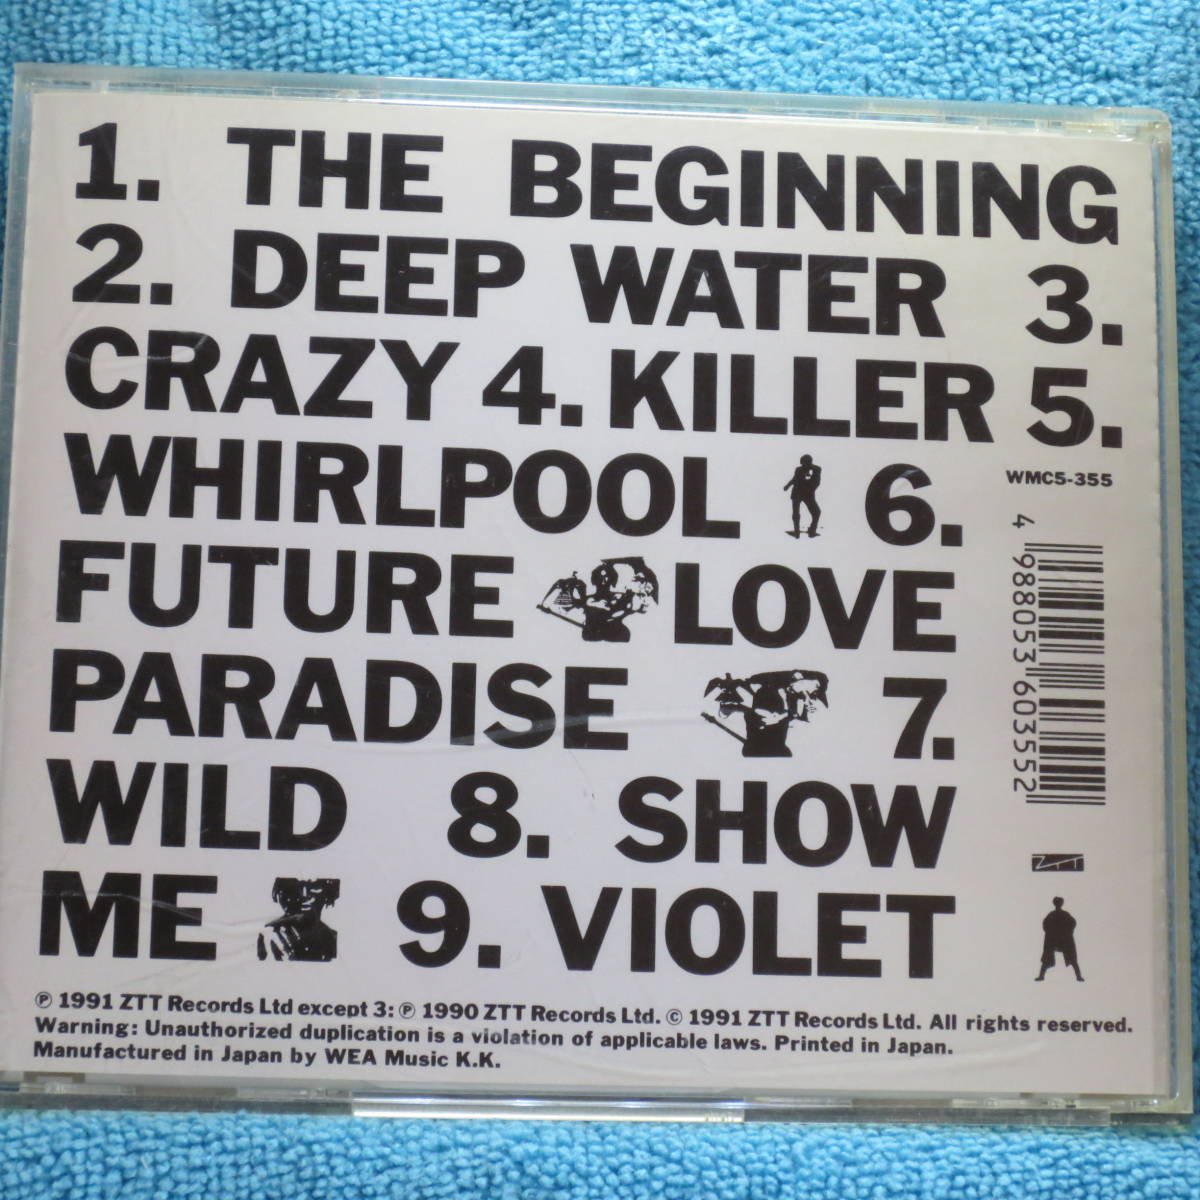 1. THE BEGINNING
2. DEEP WATER 3.
CRAZY 4. KILLER 5.
WHIRLPOOL 6.
FUTURE LOVE
PARADISE 7.
WILD 8. SHOW
ME 9. VIOLET
WMC5-355
4 988053 603552
ZTT
℗ 1991 ZTT Records Ltd except 3: ℗ 1990 ZTT Records Ltd. © 1991 ZTT Records Ltd. All rights reserved.
Warning: Unauthorized duplication is a violation of applicable laws. Printed in Japan.
Manufactured in Japan by WEA Music K.K.